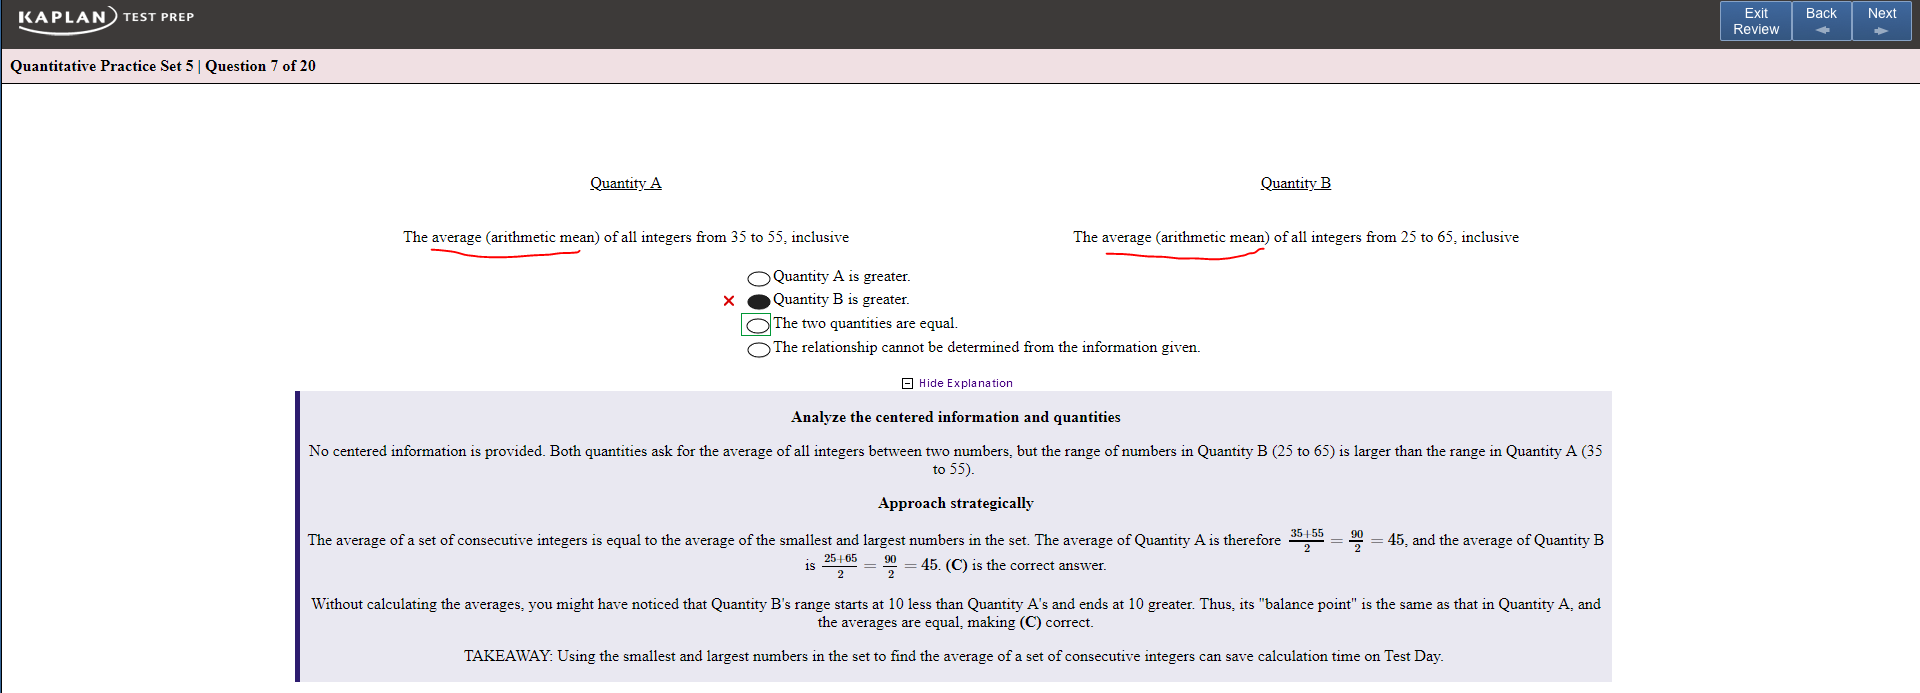 KAPLAN TEST PREP
Exit Review
Back
Next
Quantitative Practice Set 5 | Question 7 of 20
Quantity A
Quantity B
The average (arithmetic mean) of all integers from 35 to 55, inclusive
The average (arithmetic mean) of all integers from 25 to 65, inclusive
Quantity A is greater.
Quantity B is greater.
The two quantities are equal.
The relationship cannot be determined from the information given.
Hide Explanation
Analyze the centered information and quantities
No centered information is provided. Both quantities ask for the average of all integers between two numbers, but the range of numbers in Quantity B (25 to 65) is larger than the range in Quantity A (35
to 55).
Approach strategically
The average of a set of consecutive integers is equal to the average of the smallest and largest numbers in the set. The average of Quantity A is therefore 35+55/2 = 90/2 = 45, and the average of Quantity B
is 25+65/2 = 90/2 = 45. (C) is the correct answer.
Without calculating the averages, you might have noticed that Quantity B's range starts at 10 less than Quantity A's and ends at 10 greater. Thus, its "balance point" is the same as that in Quantity A, and
the averages are equal, making (C) correct.
TAKEAWAY: Using the smallest and largest numbers in the set to find the average of a set of consecutive integers can save calculation time on Test Day.